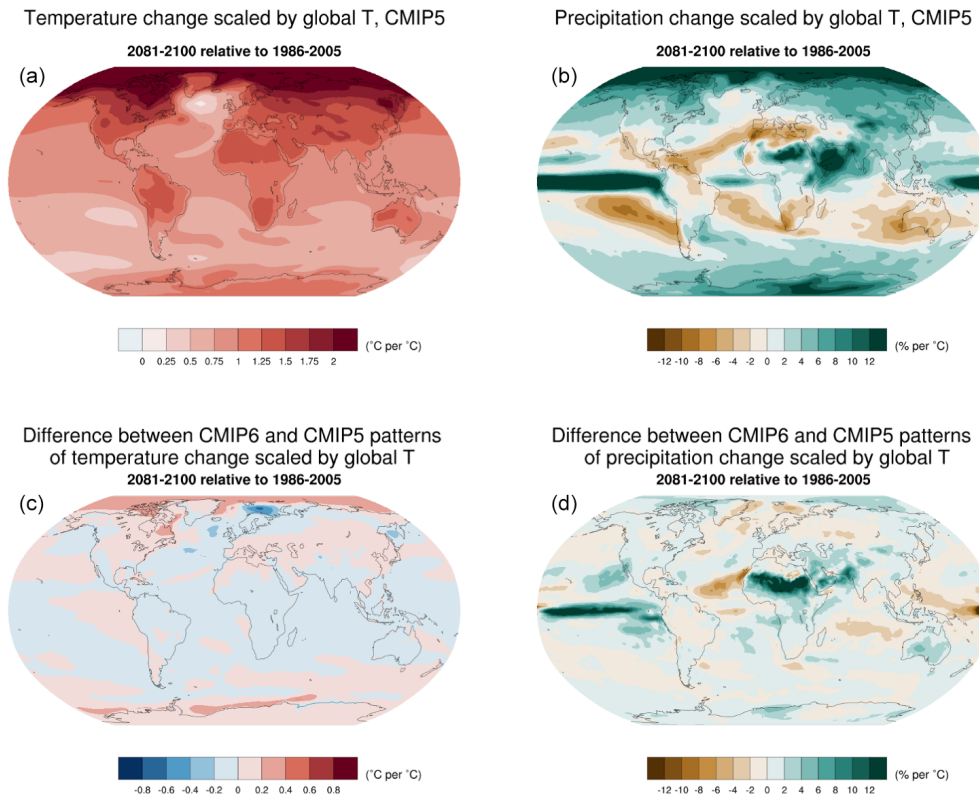 Temperature change scaled by global T, CMIP5
2081-2100 relative to 1986-2005
(a)
0 0.25 0.5 0.75 1 1.25 1.5 1.75 2
(˚C per ˚C)
Precipitation change scaled by global T, CMIP5
2081-2100 relative to 1986-2005
(b)
-12 -10 -8 -6 -4 -2 0 2 4 6 8 10 12
(% per ˚C)
Difference between CMIP6 and CMIP5 patterns
of temperature change scaled by global T
2081-2100 relative to 1986-2005
(c)
-0.8 -0.6 -0.4 -0.2 0 0.2 0.4 0.6 0.8
(˚C per ˚C)
Difference between CMIP6 and CMIP5 patterns
of precipitation change scaled by global T
2081-2100 relative to 1986-2005
(d)
-12 -10 -8 -6 -4 -2 0 2 4 6 8 10 12
(% per ˚C)